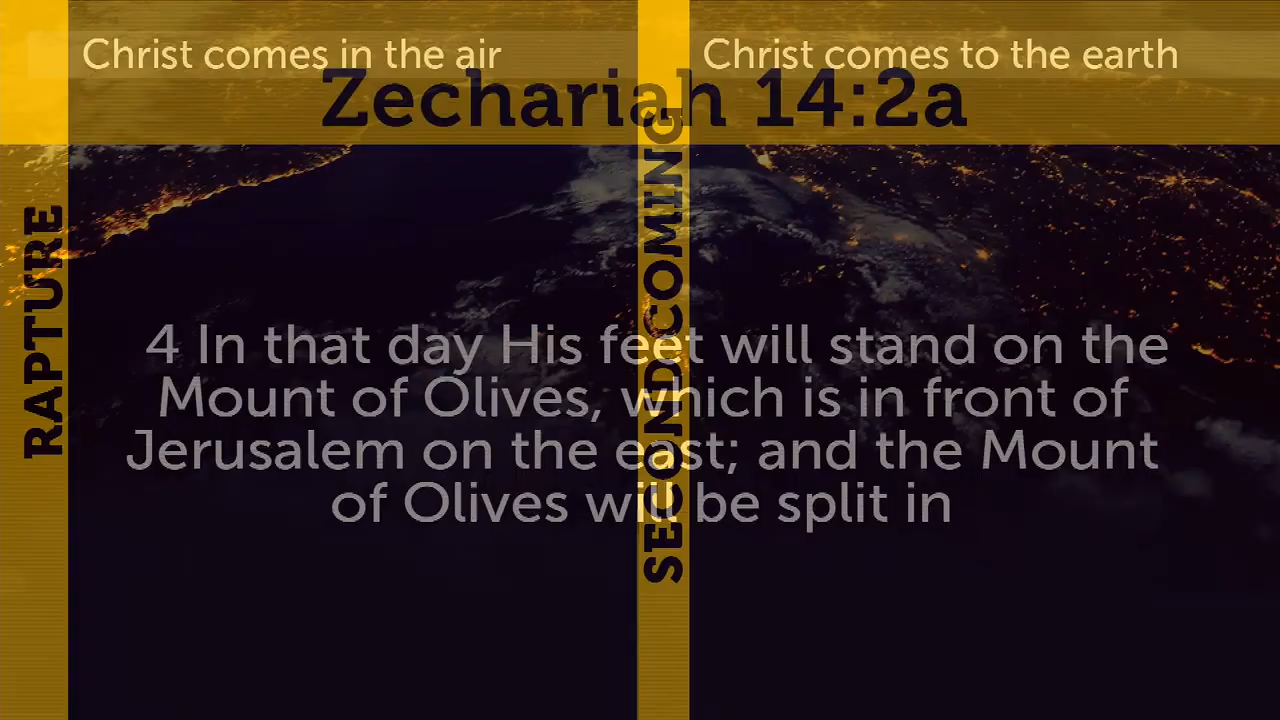 Christ comes in the air
Christ comes to the earth
Zechariah 14:2a
RAPTURE
SECOND COMING
4 In that day His feet will stand on the
Mount of Olives, which is in front of
Jerusalem on the east; and the Mount
of Olives will be split in